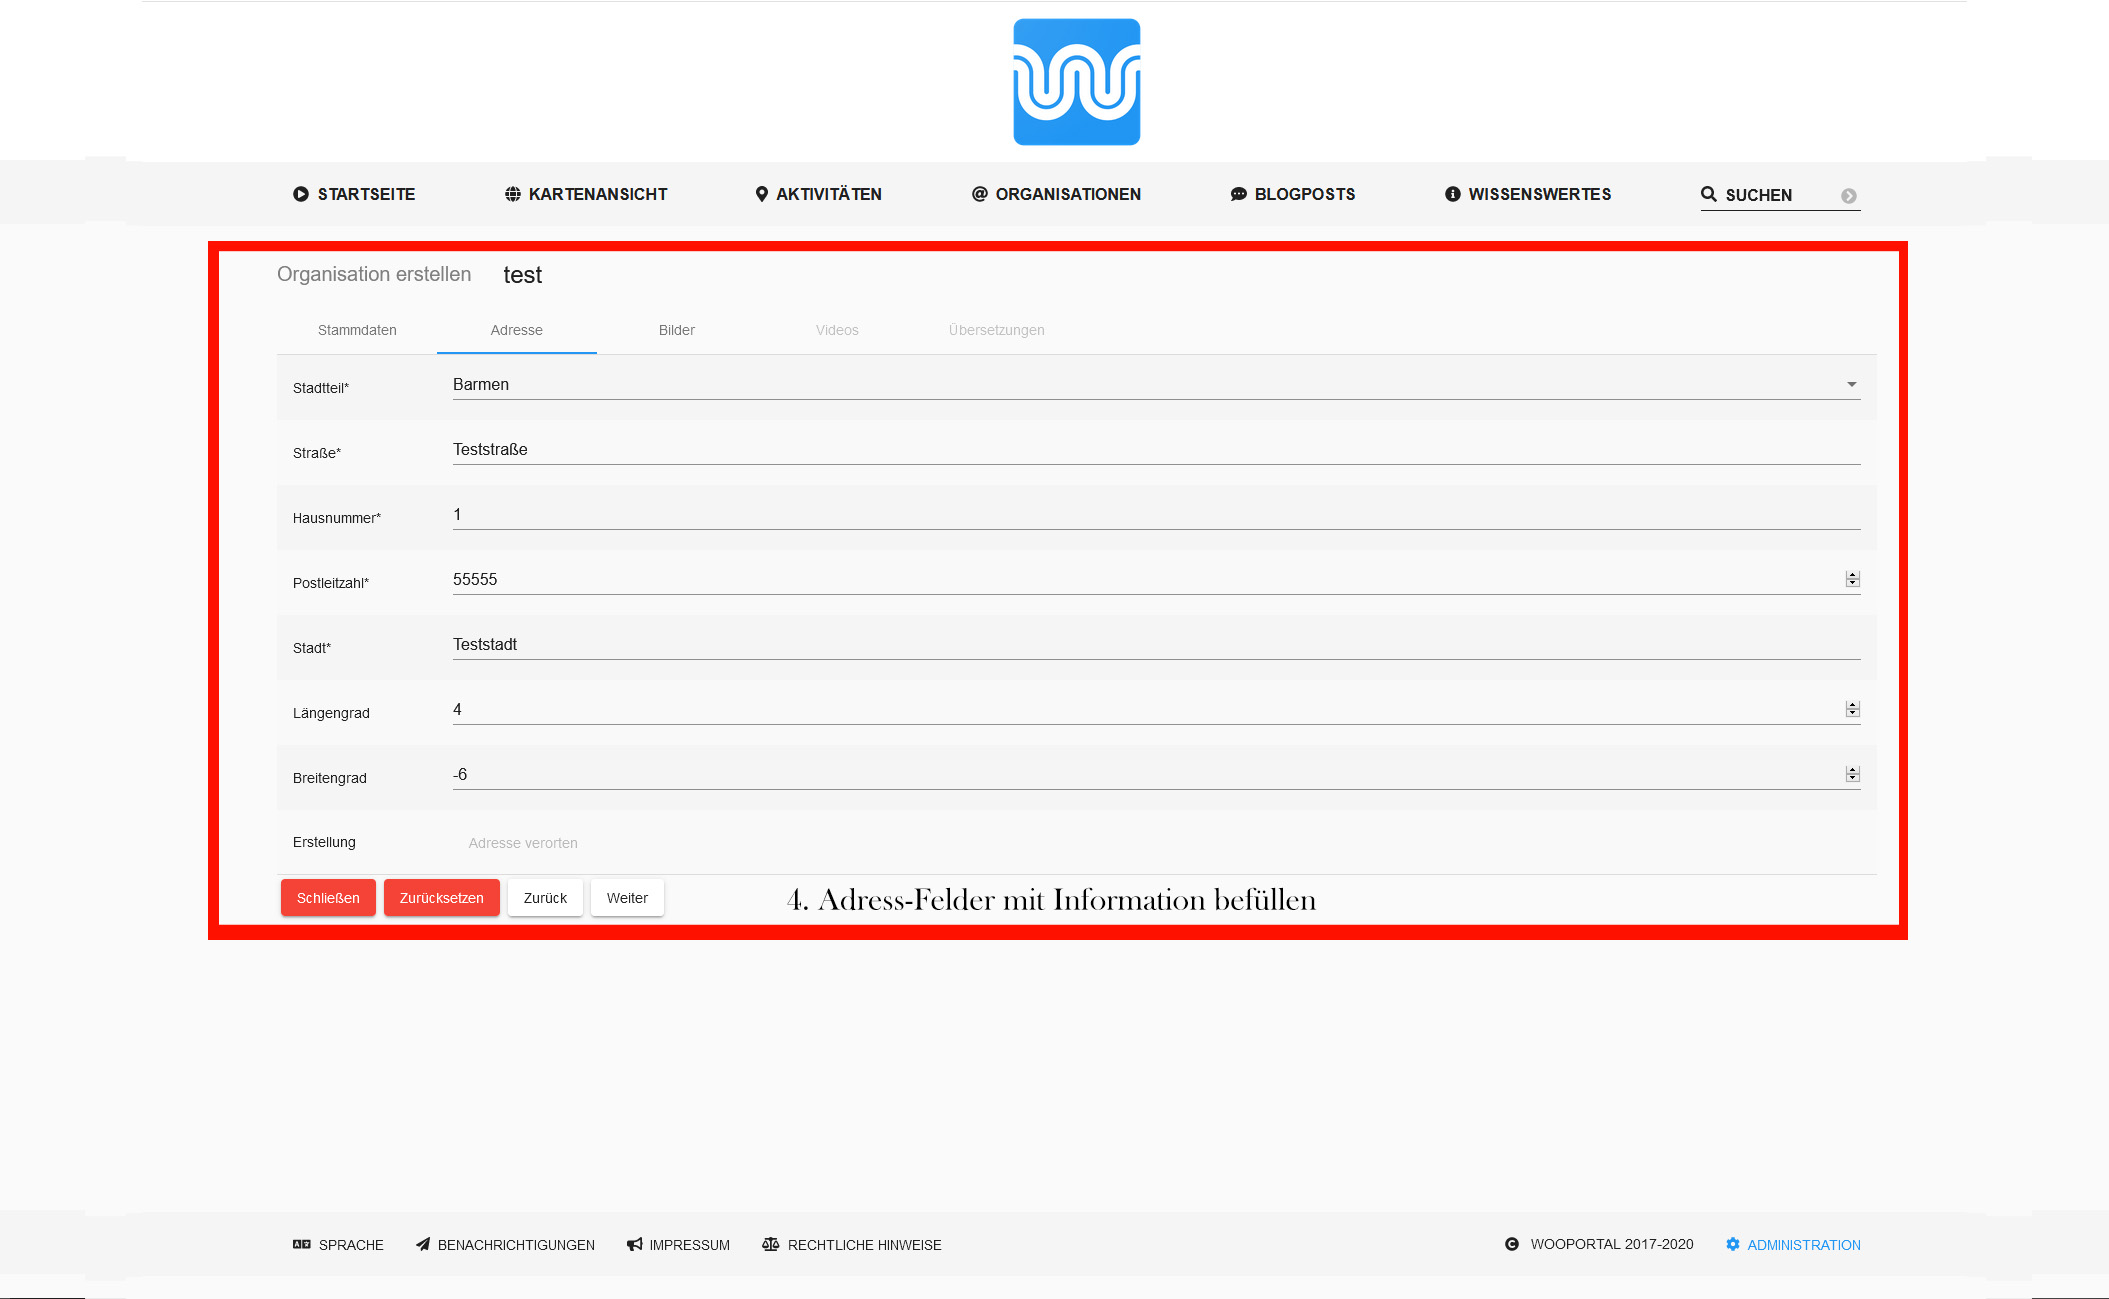 STARTSEITE KARTENANSICHT AKTIVITÄTEN ORGANISATIONEN BLOGPOSTS WISSENSWERTES SUCHEN
Organisation erstellen test
Stammdaten Adresse Bilder Videos Übersetzungen
Stadtteil* Barmen
Straße* Teststraße
Hausnummer* 1
Postleitzahl* 55555
Stadt* Teststadt
Längengrad 4
Breitengrad -6
Erstellung Adresse verorten
Schließen Zurücksetzen Zurück Weiter 4. Adress-Felder mit Information befüllen
SPRACHE BENACHRICHTIGUNGEN IMPRESSUM RECHTLICHE HINWEISE WOOPORTAL 2017-2020 ADMINISTRATION